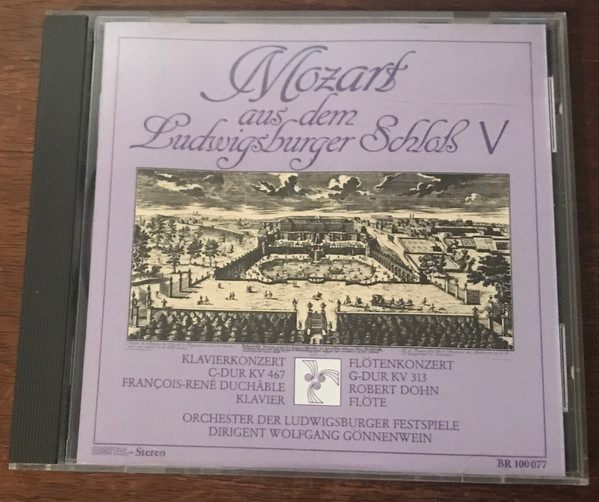 Mozart
aus dem
Ludwigsburger Schloß V
KLAVIERKONZERT
C-DUR KV 467
FRANÇOIS-RENÉ DUCHÂBLE
KLAVIER
FLÖTENKONZERT
G-DUR KV 313
ROBERT DOHN
FLÖTE
ORCHESTER DER LUDWIGSBURGER FESTSPIELE
DIRIGENT WOLFGANG GÖNNENWEIN
DIGITAL-Stereo
BR 100 077